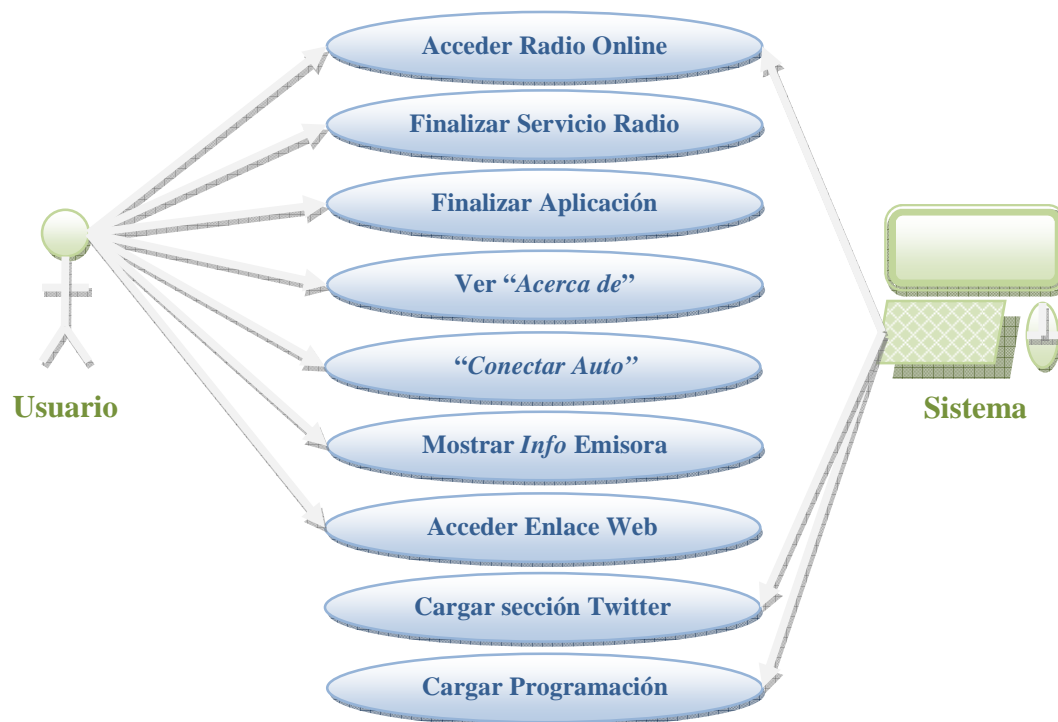 Acceder Radio Online
Finalizar Servicio Radio
Finalizar Aplicación
Ver “Acerca de”
“Conectar Auto”
Usuario
Sistema
Mostrar Info Emisora
Acceder Enlace Web
Cargar sección Twitter
Cargar Programación